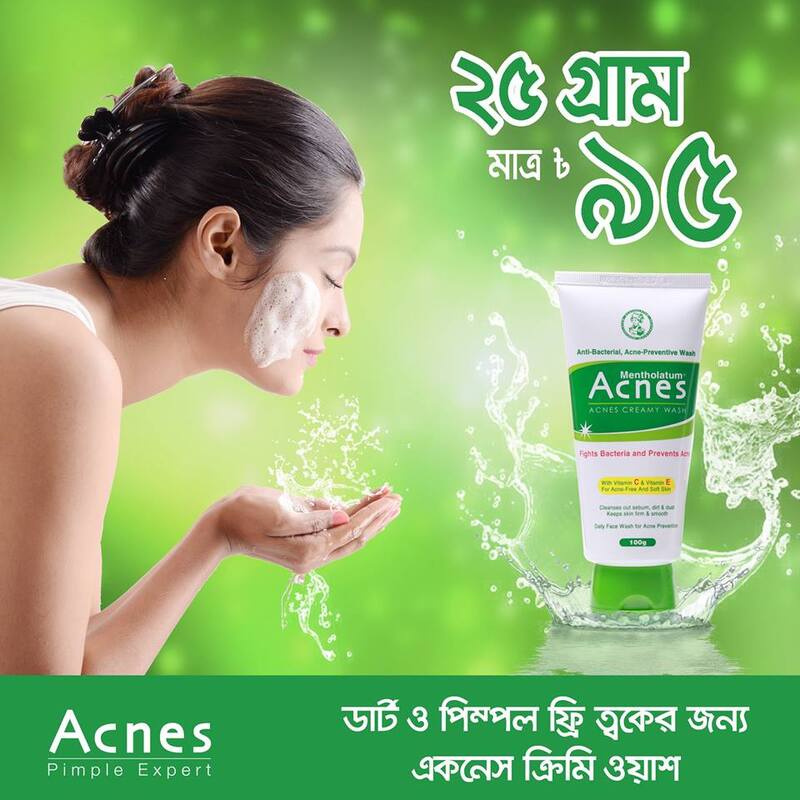 ২৫ গ্রাম
মাত্র ৳ ৯৫
Anti-Bacterial, Acne-Preventive Wash
Mentholatum
Acnes
ACNES CREAMY WASH
Fights Bacteria and Prevents
With Vitamin C & Vitamin E
For Acne-Free And Soft Skin
Cleanses out sebum, dirt & dust
Keeps skin firm & smooth
Daily Face Wash for Acne Prevention
100g
Acnes
Pimple Expert
ডার্ট ও পিম্পল ফ্রি ত্বকের জন্য
একনেস ক্রিমি ওয়াশ